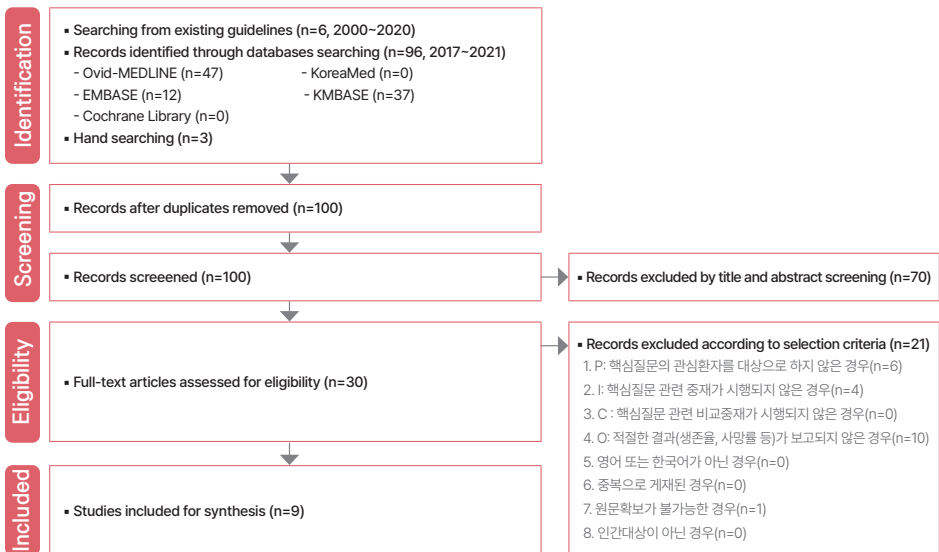 Identification
▪ Searching from existing guidelines (n=6, 2000~2020)
▪ Records identified through databases searching (n=96, 2017~2021)
- Ovid-MEDLINE (n=47) - KoreaMed (n=0)
- EMBASE (n=12) - KMBASE (n=37)
- Cochrane Library (n=0)
▪ Hand searching (n=3)
Screening
▪ Records after duplicates removed (n=100)
▪ Records screeened (n=100)
▪ Records excluded by title and abstract screening (n=70)
Eligibility
▪ Full-text articles assessed for eligibility (n=30)
▪ Records excluded according to selection criteria (n=21)
1. P: 핵심질문의 관심환자를 대상으로 하지 않은 경우(n=6)
2. I: 핵심질문 관련 중재가 시행되지 않은 경우(n=4)
3. C : 핵심질문 관련 비교중재가 시행되지 않은 경우(n=0)
4. O: 적절한 결과(생존율, 사망률 등)가 보고되지 않은 경우(n=10)
5. 영어 또는 한국어가 아닌 경우(n=0)
6. 중복으로 게재된 경우(n=0)
7. 원문확보가 불가능한 경우(n=1)
8. 인간대상이 아닌 경우(n=0)
Included
▪ Studies included for synthesis (n=9)